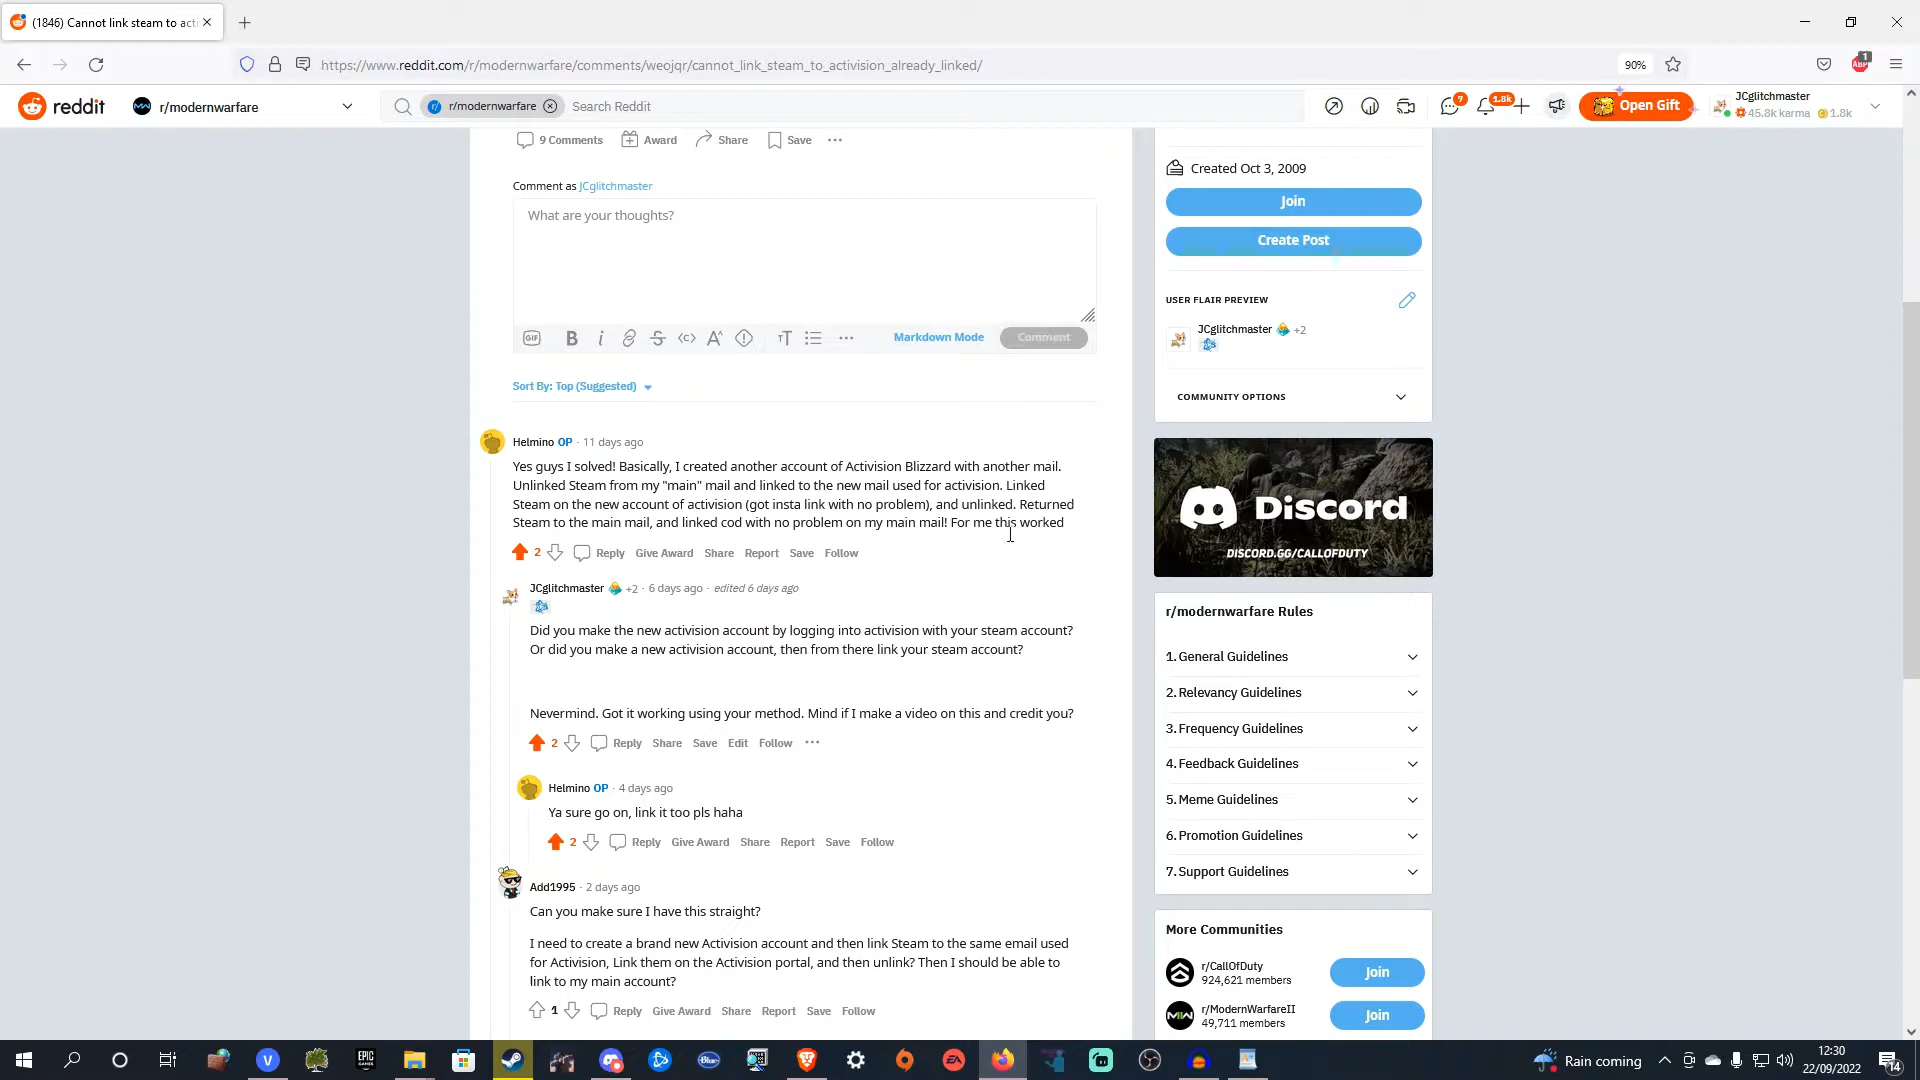 (1846) Cannot link steam to acti
https://www.reddit.com/r/modernwarfare/comments/weojqr/cannot_link_steam_to_activision_already_linked/
90%
1
reddit
r/modernwarfare
r/modernwarfare
Search Reddit
7
1.8k
Open Gift
JCglitchmaster
45.8k karma
1.8k
9 Comments
Award
Share
Save
Comment as JCglitchmaster
What are your thoughts?
GIF
Markdown Mode
Comment
Sort By: Top (Suggested)
Helmino OP · 11 days ago
Yes guys I solved! Basically, I created another account of Activision Blizzard with another mail.
Unlinked Steam from my "main" mail and linked to the new mail used for activision. Linked
Steam on the new account of activision (got insta link with no problem), and unlinked. Returned
Steam to the main mail, and linked cod with no problem on my main mail! For me this worked
2 Reply Give Award Share Report Save Follow
JCglitchmaster +2 · 6 days ago · edited 6 days ago
Did you make the new activision account by logging into activision with your steam account?
Or did you make a new activision account, then from there link your steam account?
Nevermind. Got it working using your method. Mind if I make a video on this and credit you?
2 Reply Share Save Edit Follow
Helmino OP · 4 days ago
Ya sure go on, link it too pls haha
2 Reply Give Award Share Report Save Follow
Add1995 · 2 days ago
Can you make sure I have this straight?
I need to create a brand new Activision account and then link Steam to the same email used
for Activision, Link them on the Activision portal, and then unlink? Then I should be able to
link to my main account?
1 Reply Give Award Share Report Save Follow
Created Oct 3, 2009
Join
Create Post
USER FLAIR PREVIEW
JCglitchmaster +2
COMMUNITY OPTIONS
Discord
DISCORD.GG/CALLOFDUTY
r/modernwarfare Rules
1. General Guidelines
2. Relevancy Guidelines
3. Frequency Guidelines
4. Feedback Guidelines
5. Meme Guidelines
6. Promotion Guidelines
7. Support Guidelines
More Communities
r/CallOfDuty
924,621 members
Join
r/ModernWarfareII
49,711 members
Join
EPIC GAMES
Blue
EA
Rain coming
12:30
22/09/2022
14